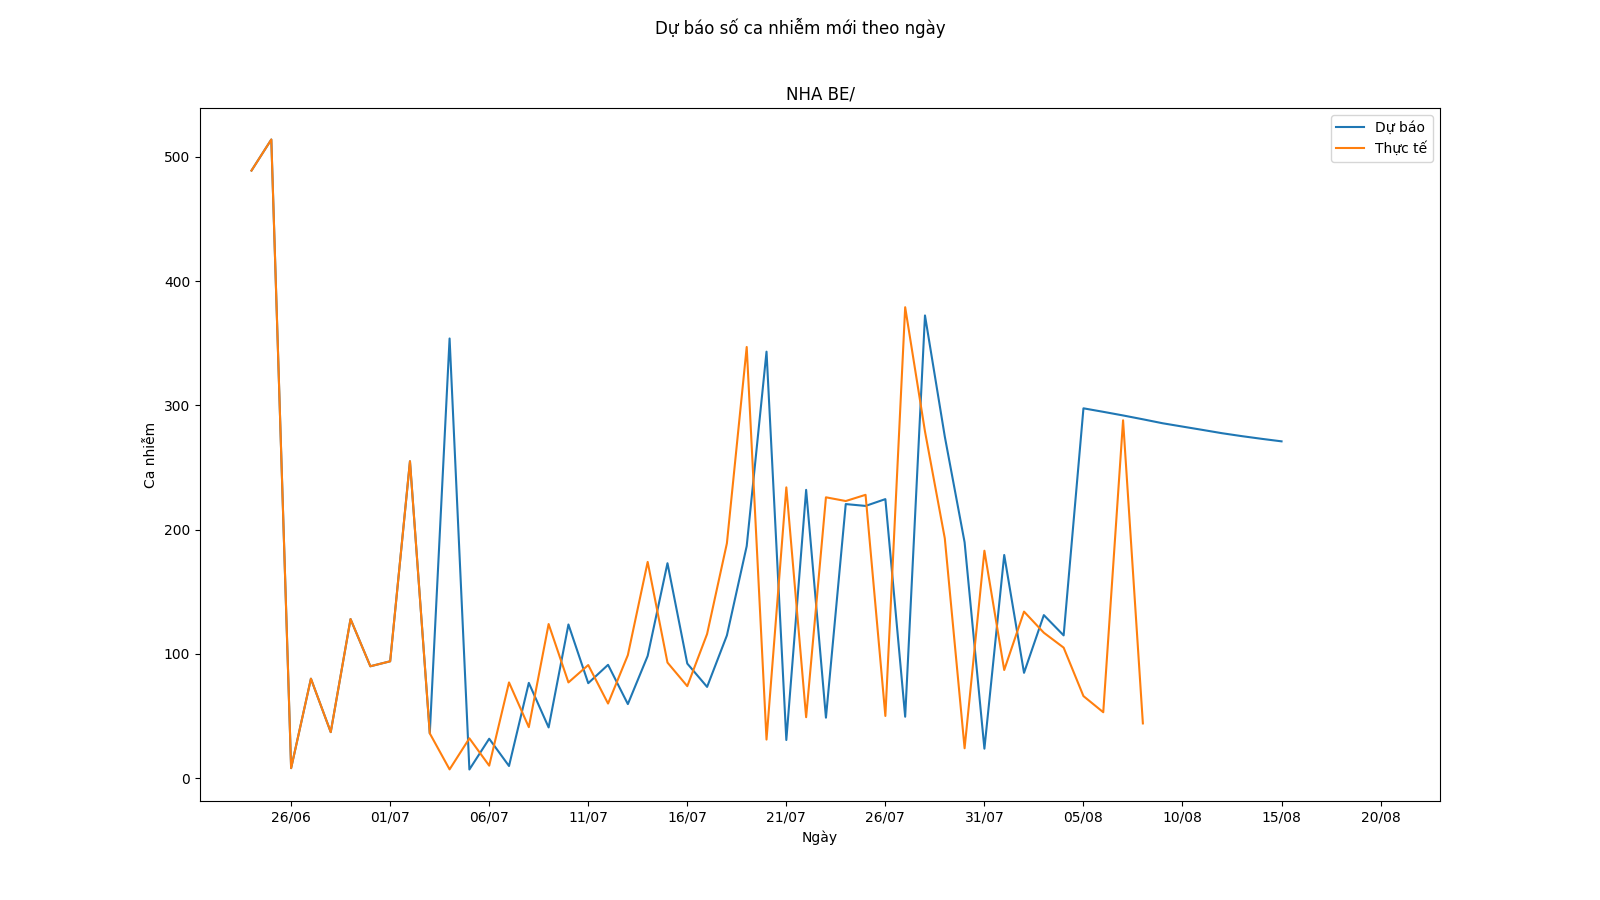 Dự báo số ca nhiễm mới theo ngày
NHA BE/
Dự báo
Thực tế
500
400
300
200
100
0
Ca nhiễm
26/06 01/07 06/07 11/07 16/07 21/07 26/07 31/07 05/08 10/08 15/08 20/08
Ngày